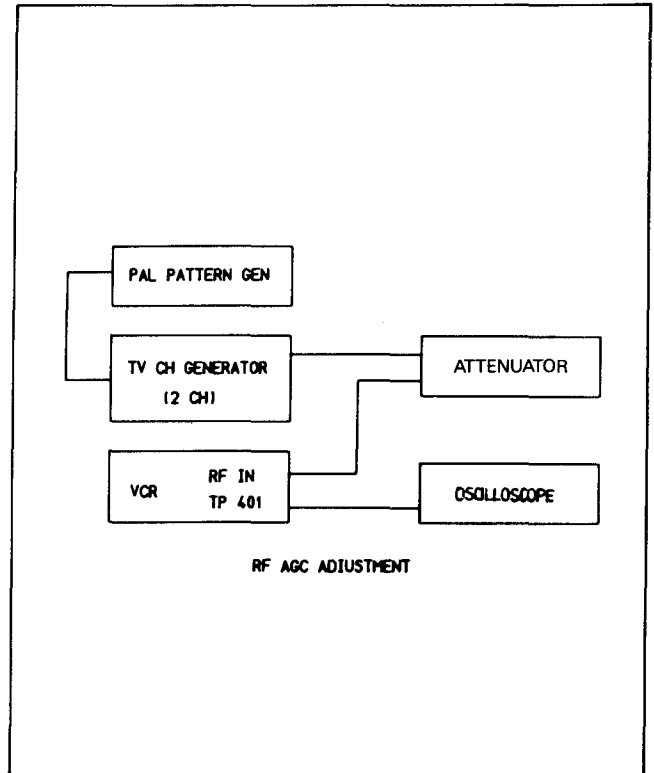 PAL PATTERN GEN
TV CH GENERATOR
(2 CH)
ATTENUATOR
VCR RF IN
TP 401
OSCILLOSCOPE
RF AGC ADIUSTMENT